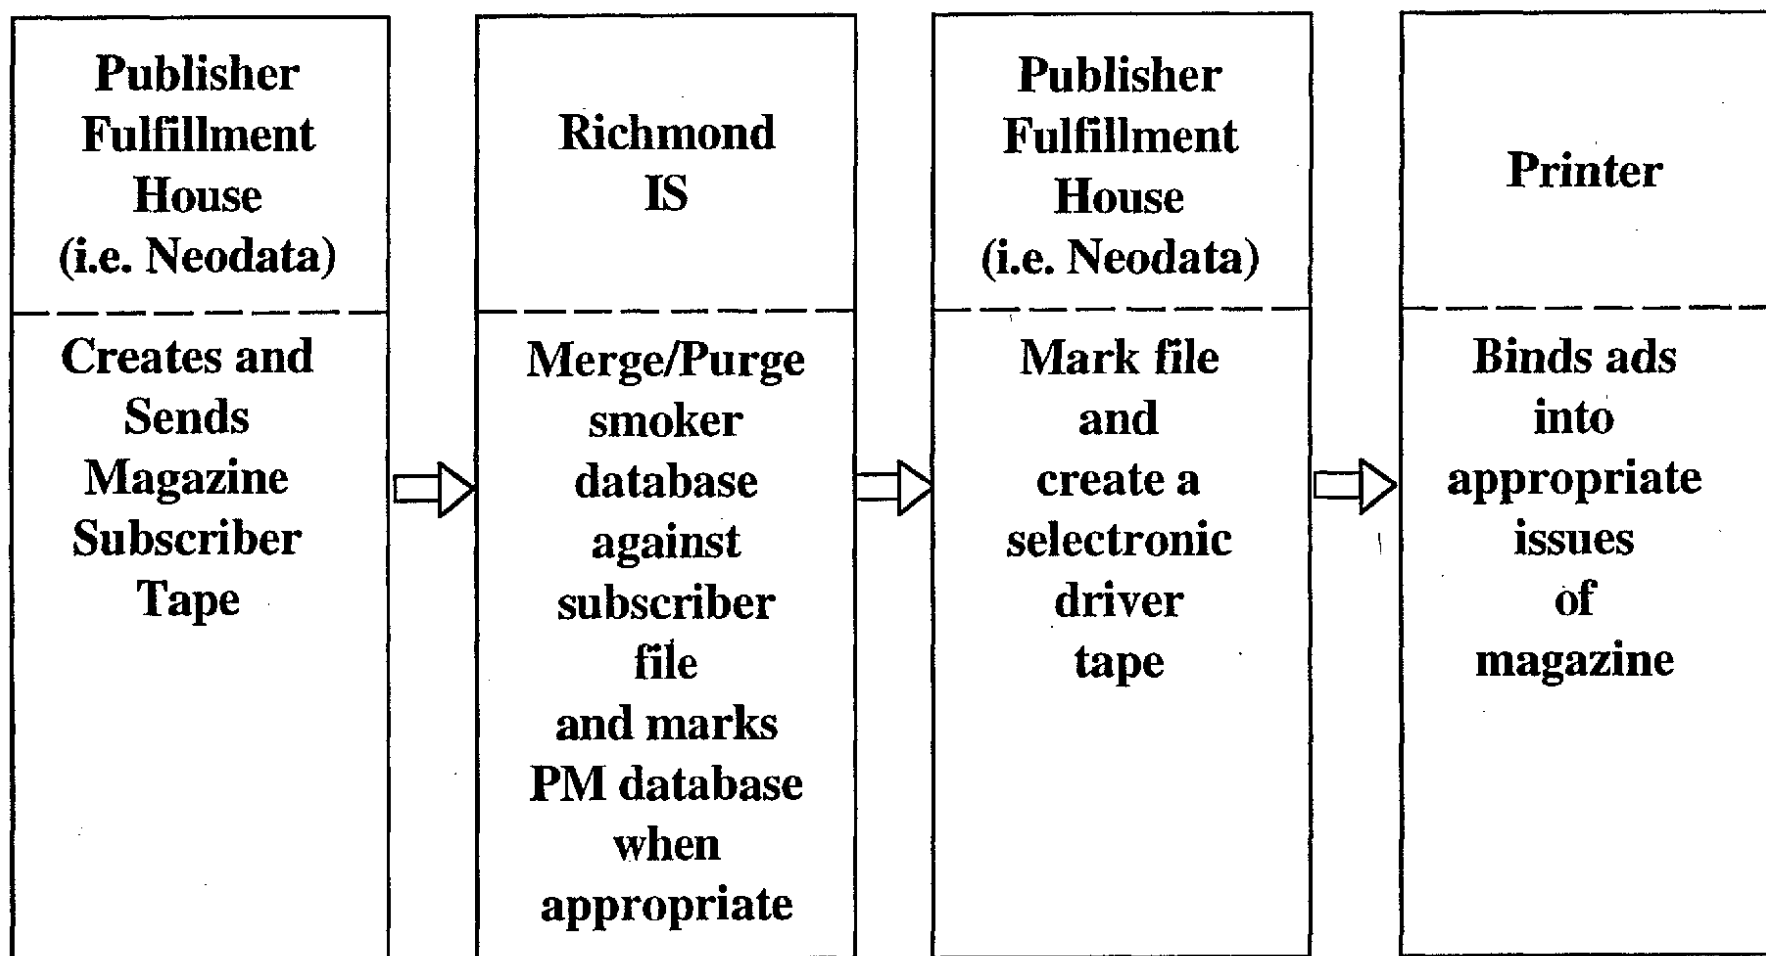 Publisher
Fulfillment
House
(i.e. Neodata)
Creates and
Sends
Magazine
Subscriber
Tape
Richmond
IS
Merge/Purge
smoker
database
against
subscriber
file
and marks
PM database
when
appropriate
Publisher
Fulfillment
House
(i.e. Neodata)
Mark file
and
create a
selectronic
driver
tape
Printer
Binds ads
into
appropriate
issues
of
magazine